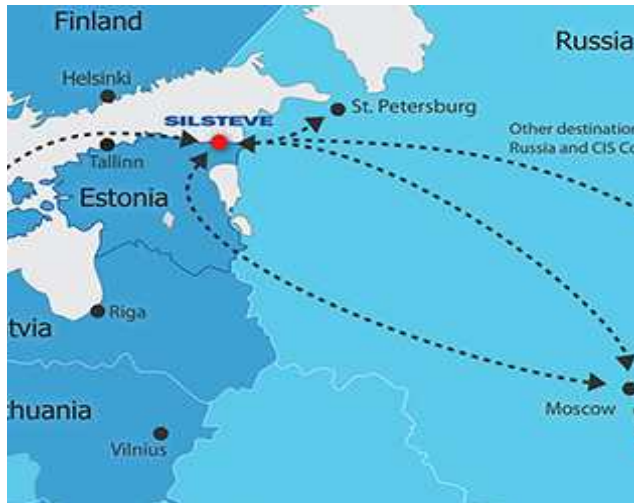 Finland
Russia
Helsinki
SILSTEVE
St. Petersburg
Other destination
Russia and CIS Co
Tallinn
Estonia
Riga
tvia
Moscow
thuania
Vilnius